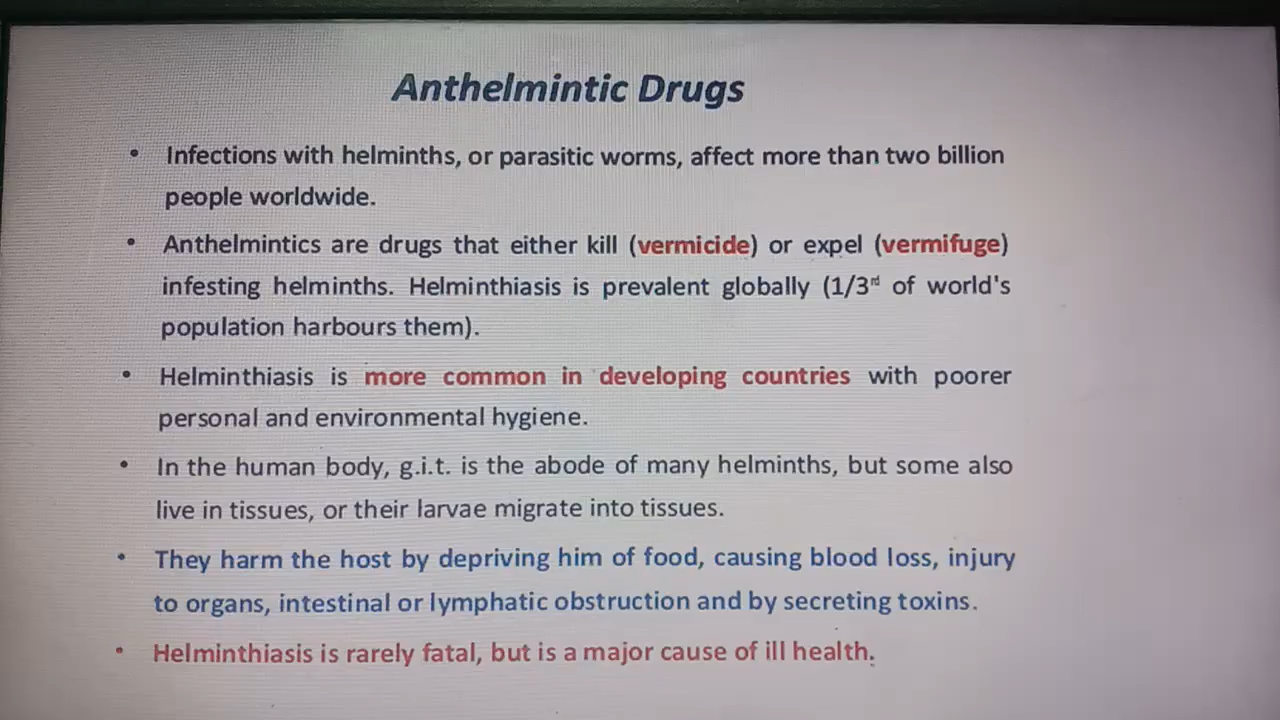 Anthelmintic Drugs
• Infections with helminths, or parasitic worms, affect more than two billion
people worldwide.
• Anthelmintics are drugs that either kill (vermicide) or expel (vermifuge)
infesting helminths. Helminthiasis is prevalent globally (1/3rd of world's
population harbours them).
• Helminthiasis is more common in developing countries with poorer
personal and environmental hygiene.
• In the human body, g.i.t. is the abode of many helminths, but some also
live in tissues, or their larvae migrate into tissues.
• They harm the host by depriving him of food, causing blood loss, injury
to organs, intestinal or lymphatic obstruction and by secreting toxins.
• Helminthiasis is rarely fatal, but is a major cause of ill health.